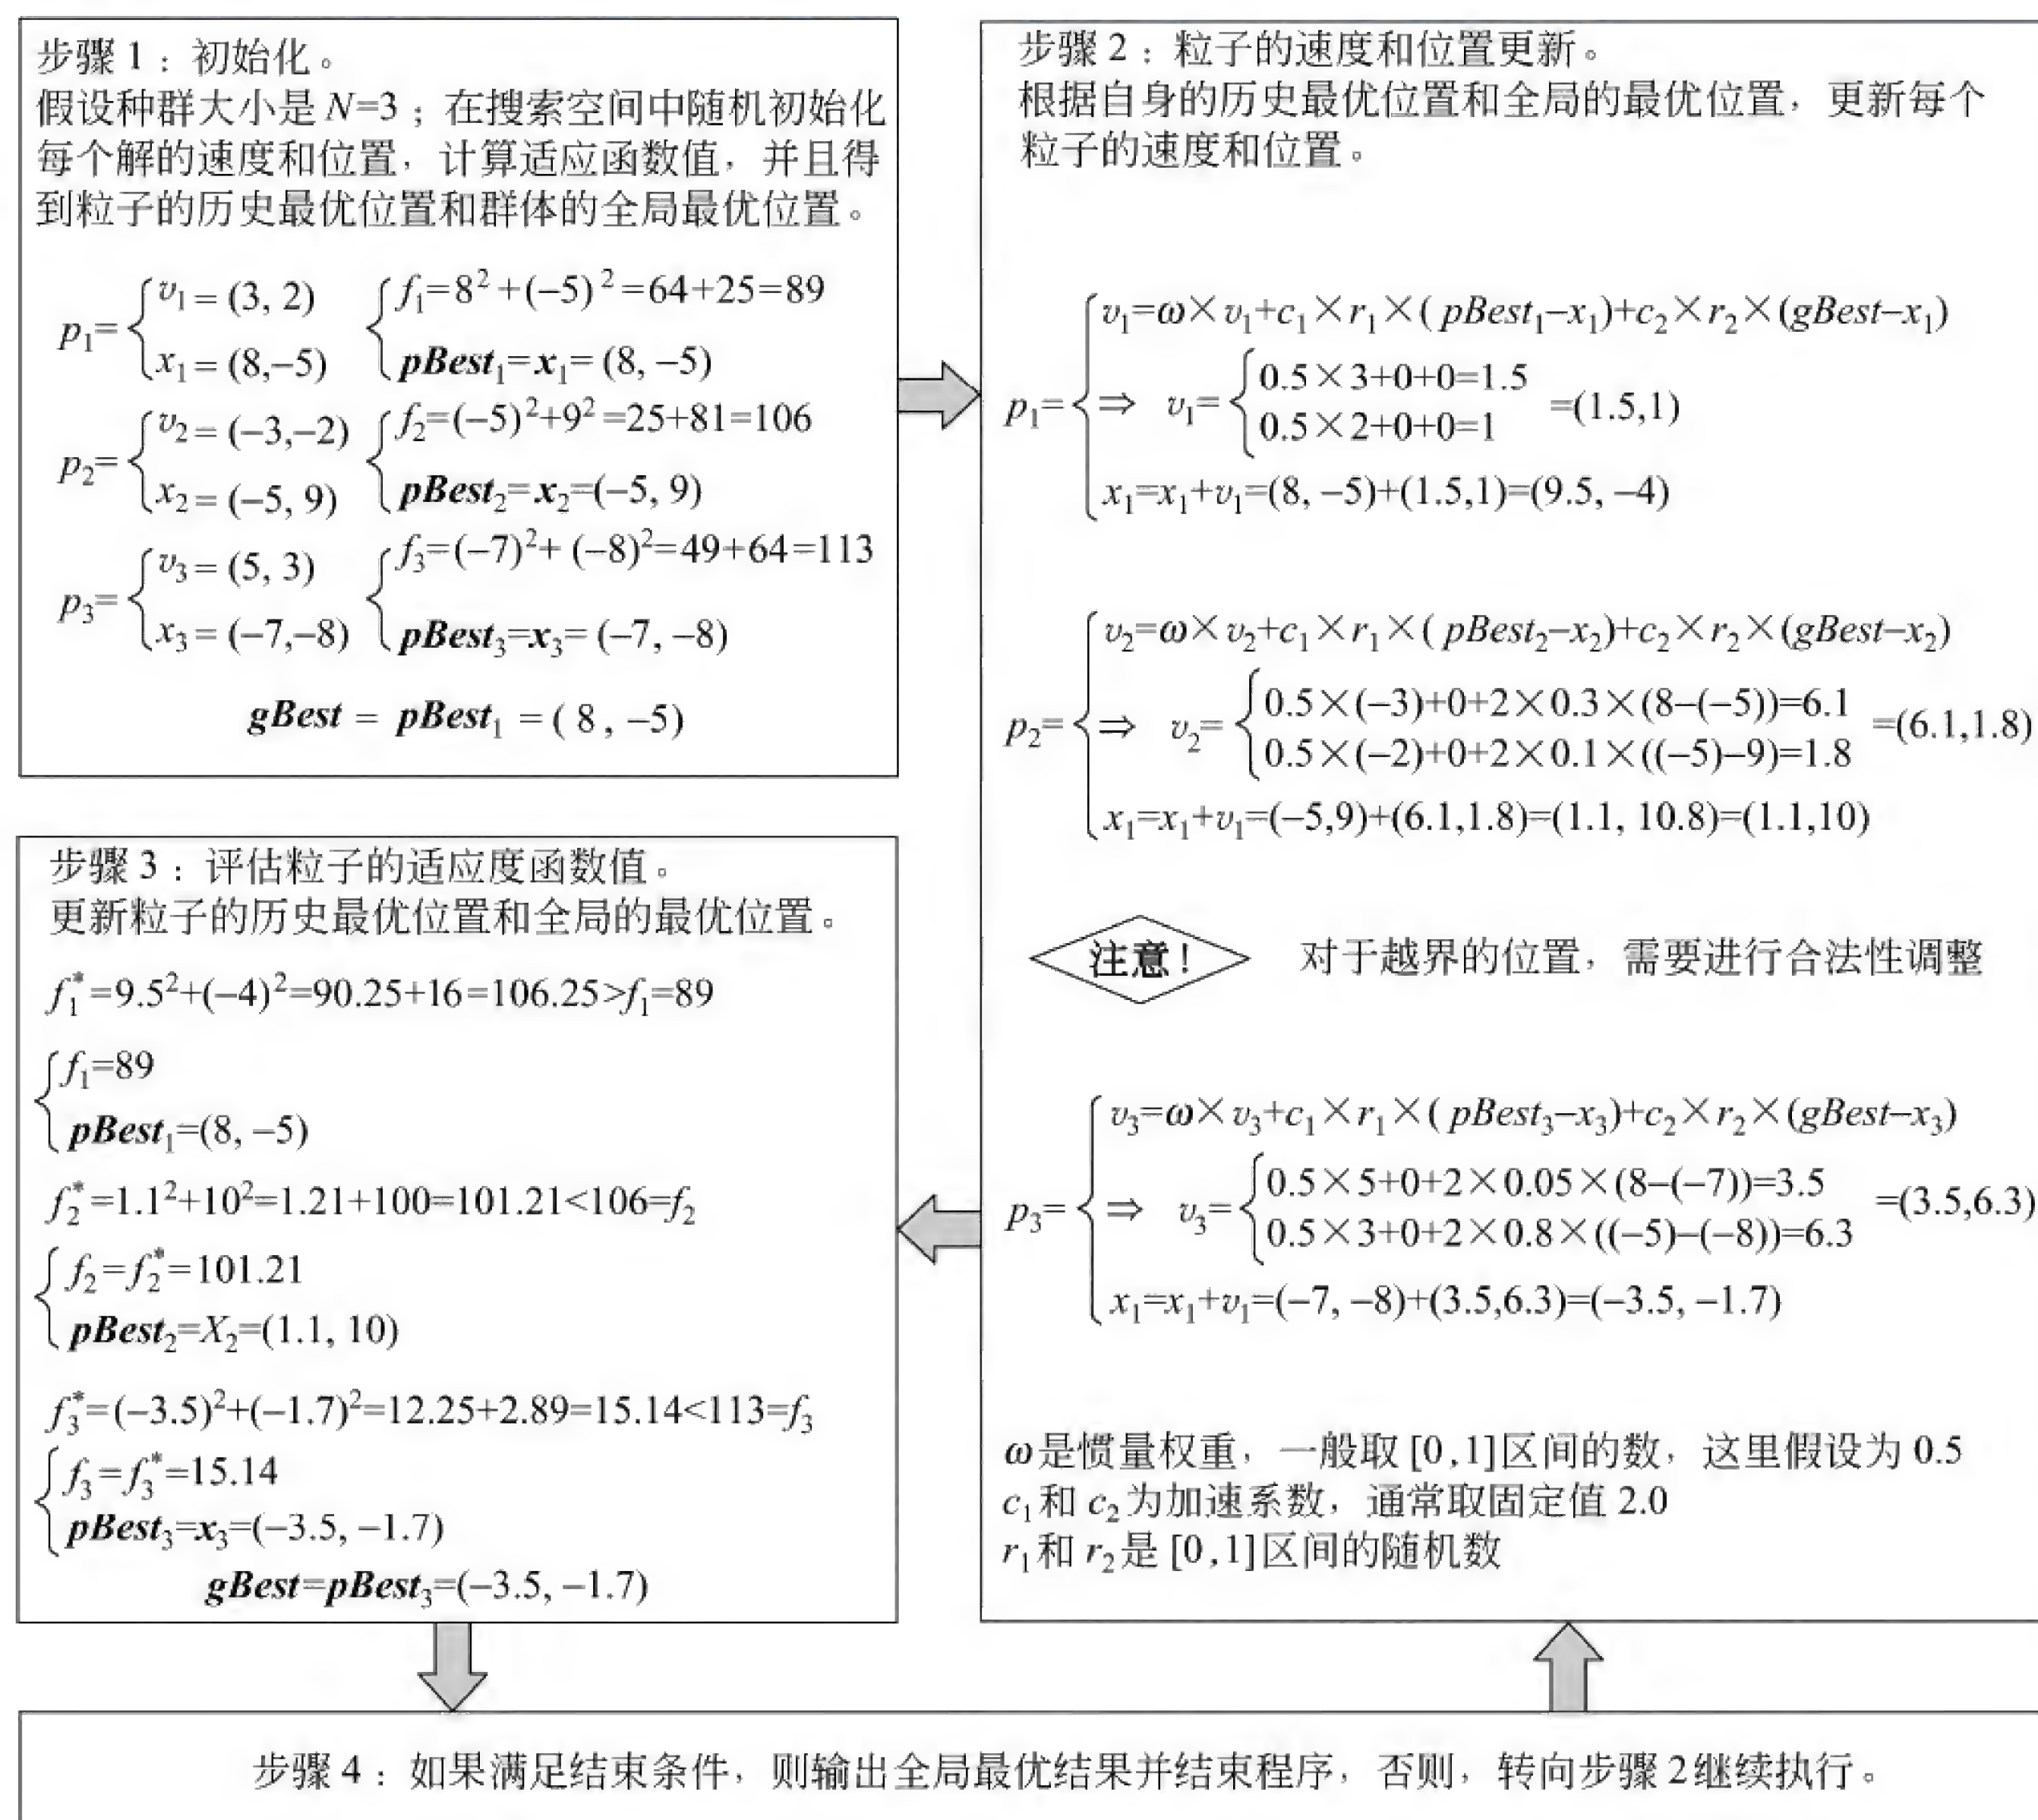 步骤 1：初始化。
假设种群大小是 N=3；在搜索空间中随机初始化
每个解的速度和位置，计算适应函数值，并且得
到粒子的历史最优位置和群体的全局最优位置。
p₁={v₁=(3, 2) {f₁=8²+(–5)²=64+25=89
x₁=(8,–5) pBest₁=x₁=(8, –5)
p₂={v₂=(–3,–2) {f₂=(–5)²+9²=25+81=106
x₂=(–5, 9) pBest₂=x₂=(–5, 9)
p₃={v₃=(5, 3) {f₃=(–7)²+(–8)²=49+64=113
x₃=(–7,–8) pBest₃=x₃=(–7, –8)
gBest = pBest₁ = (8, –5)
步骤 2：粒子的速度和位置更新。
根据自身的历史最优位置和全局的最优位置，更新每个
粒子的速度和位置。
v₁=ω×v₁+c₁×r₁×(pBest₁–x₁)+c₂×r₂×(gBest–x₁)
p₁={⇒ v₁={0.5×3+0+0=1.5
0.5×2+0+0=1 =(1.5,1)
x₁=x₁+v₁=(8, –5)+(1.5,1)=(9.5, –4)
v₂=ω×v₂+c₁×r₁×(pBest₂–x₂)+c₂×r₂×(gBest–x₂)
p₂={⇒ v₂={0.5×(–3)+0+2×0.3×(8–(–5))=6.1
0.5×(–2)+0+2×0.1×((–5)–9)=1.8 =(6.1,1.8)
x₁=x₁+v₁=(–5,9)+(6.1,1.8)=(1.1, 10.8)=(1.1,10)
注意！ 对于越界的位置，需要进行合法性调整
v₃=ω×v₃+c₁×r₁×(pBest₃–x₃)+c₂×r₂×(gBest–x₃)
p₃={⇒ v₃={0.5×5+0+2×0.05×(8–(–7))=3.5
0.5×3+0+2×0.8×((–5)–(–8))=6.3 =(3.5,6.3)
x₁=x₁+v₁=(–7, –8)+(3.5,6.3)=(–3.5, –1.7)
ω是惯量权重，一般取[0,1]区间的数，这里假设为 0.5
c₁和 c₂为加速系数，通常取固定值 2.0
r₁和 r₂是[0,1]区间的随机数
步骤 3：评估粒子的适应度函数值。
更新粒子的历史最优位置和全局的最优位置。
f₁*=9.5²+(–4)²=90.25+16=106.25>f₁=89
{f₁=89
pBest₁=(8, –5)
f₂*=1.1²+10²=1.21+100=101.21<106=f₂
{f₂=f₂*=101.21
pBest₂=X₂=(1.1, 10)
f₃*=(–3.5)²+(–1.7)²=12.25+2.89=15.14<113=f₃
{f₃=f₃*=15.14
pBest₃=x₃=(–3.5, –1.7)
gBest=pBest₃=(–3.5, –1.7)
步骤 4：如果满足结束条件，则输出全局最优结果并结束程序，否则，转向步骤 2继续执行。